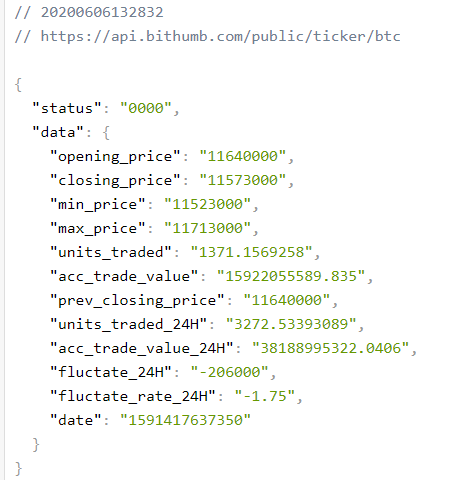 // 20200606132832
// https://api.bithumb.com/public/ticker/btc

{
  "status": "0000",
  "data": {
    "opening_price": "11640000",
    "closing_price": "11573000",
    "min_price": "11523000",
    "max_price": "11713000",
    "units_traded": "1371.1569258",
    "acc_trade_value": "15922055589.835",
    "prev_closing_price": "11640000",
    "units_traded_24H": "3272.53393089",
    "acc_trade_value_24H": "38188995322.0406",
    "fluctate_24H": "-206000",
    "fluctate_rate_24H": "-1.75",
    "date": "1591417637350"
  }
}